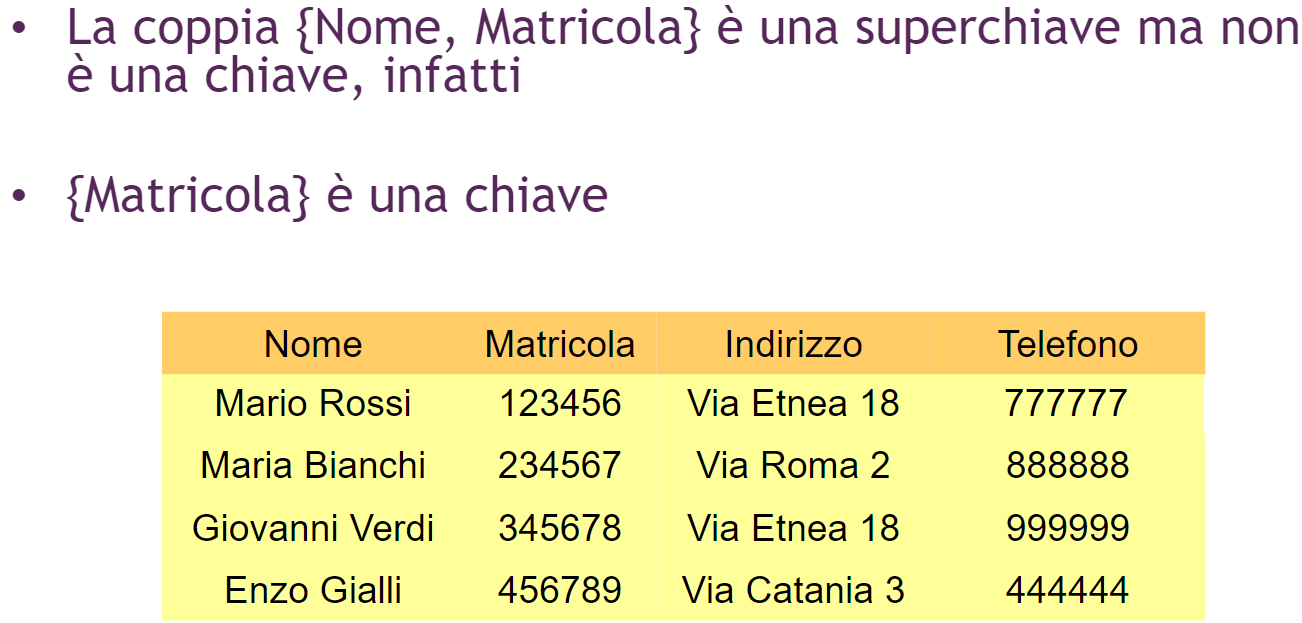 • La coppia {Nome, Matricola} è una superchiave ma non
è una chiave, infatti
• {Matricola} è una chiave
Nome Matricola Indirizzo Telefono
Mario Rossi 123456 Via Etnea 18 777777
Maria Bianchi 234567 Via Roma 2 888888
Giovanni Verdi 345678 Via Etnea 18 999999
Enzo Gialli 456789 Via Catania 3 444444